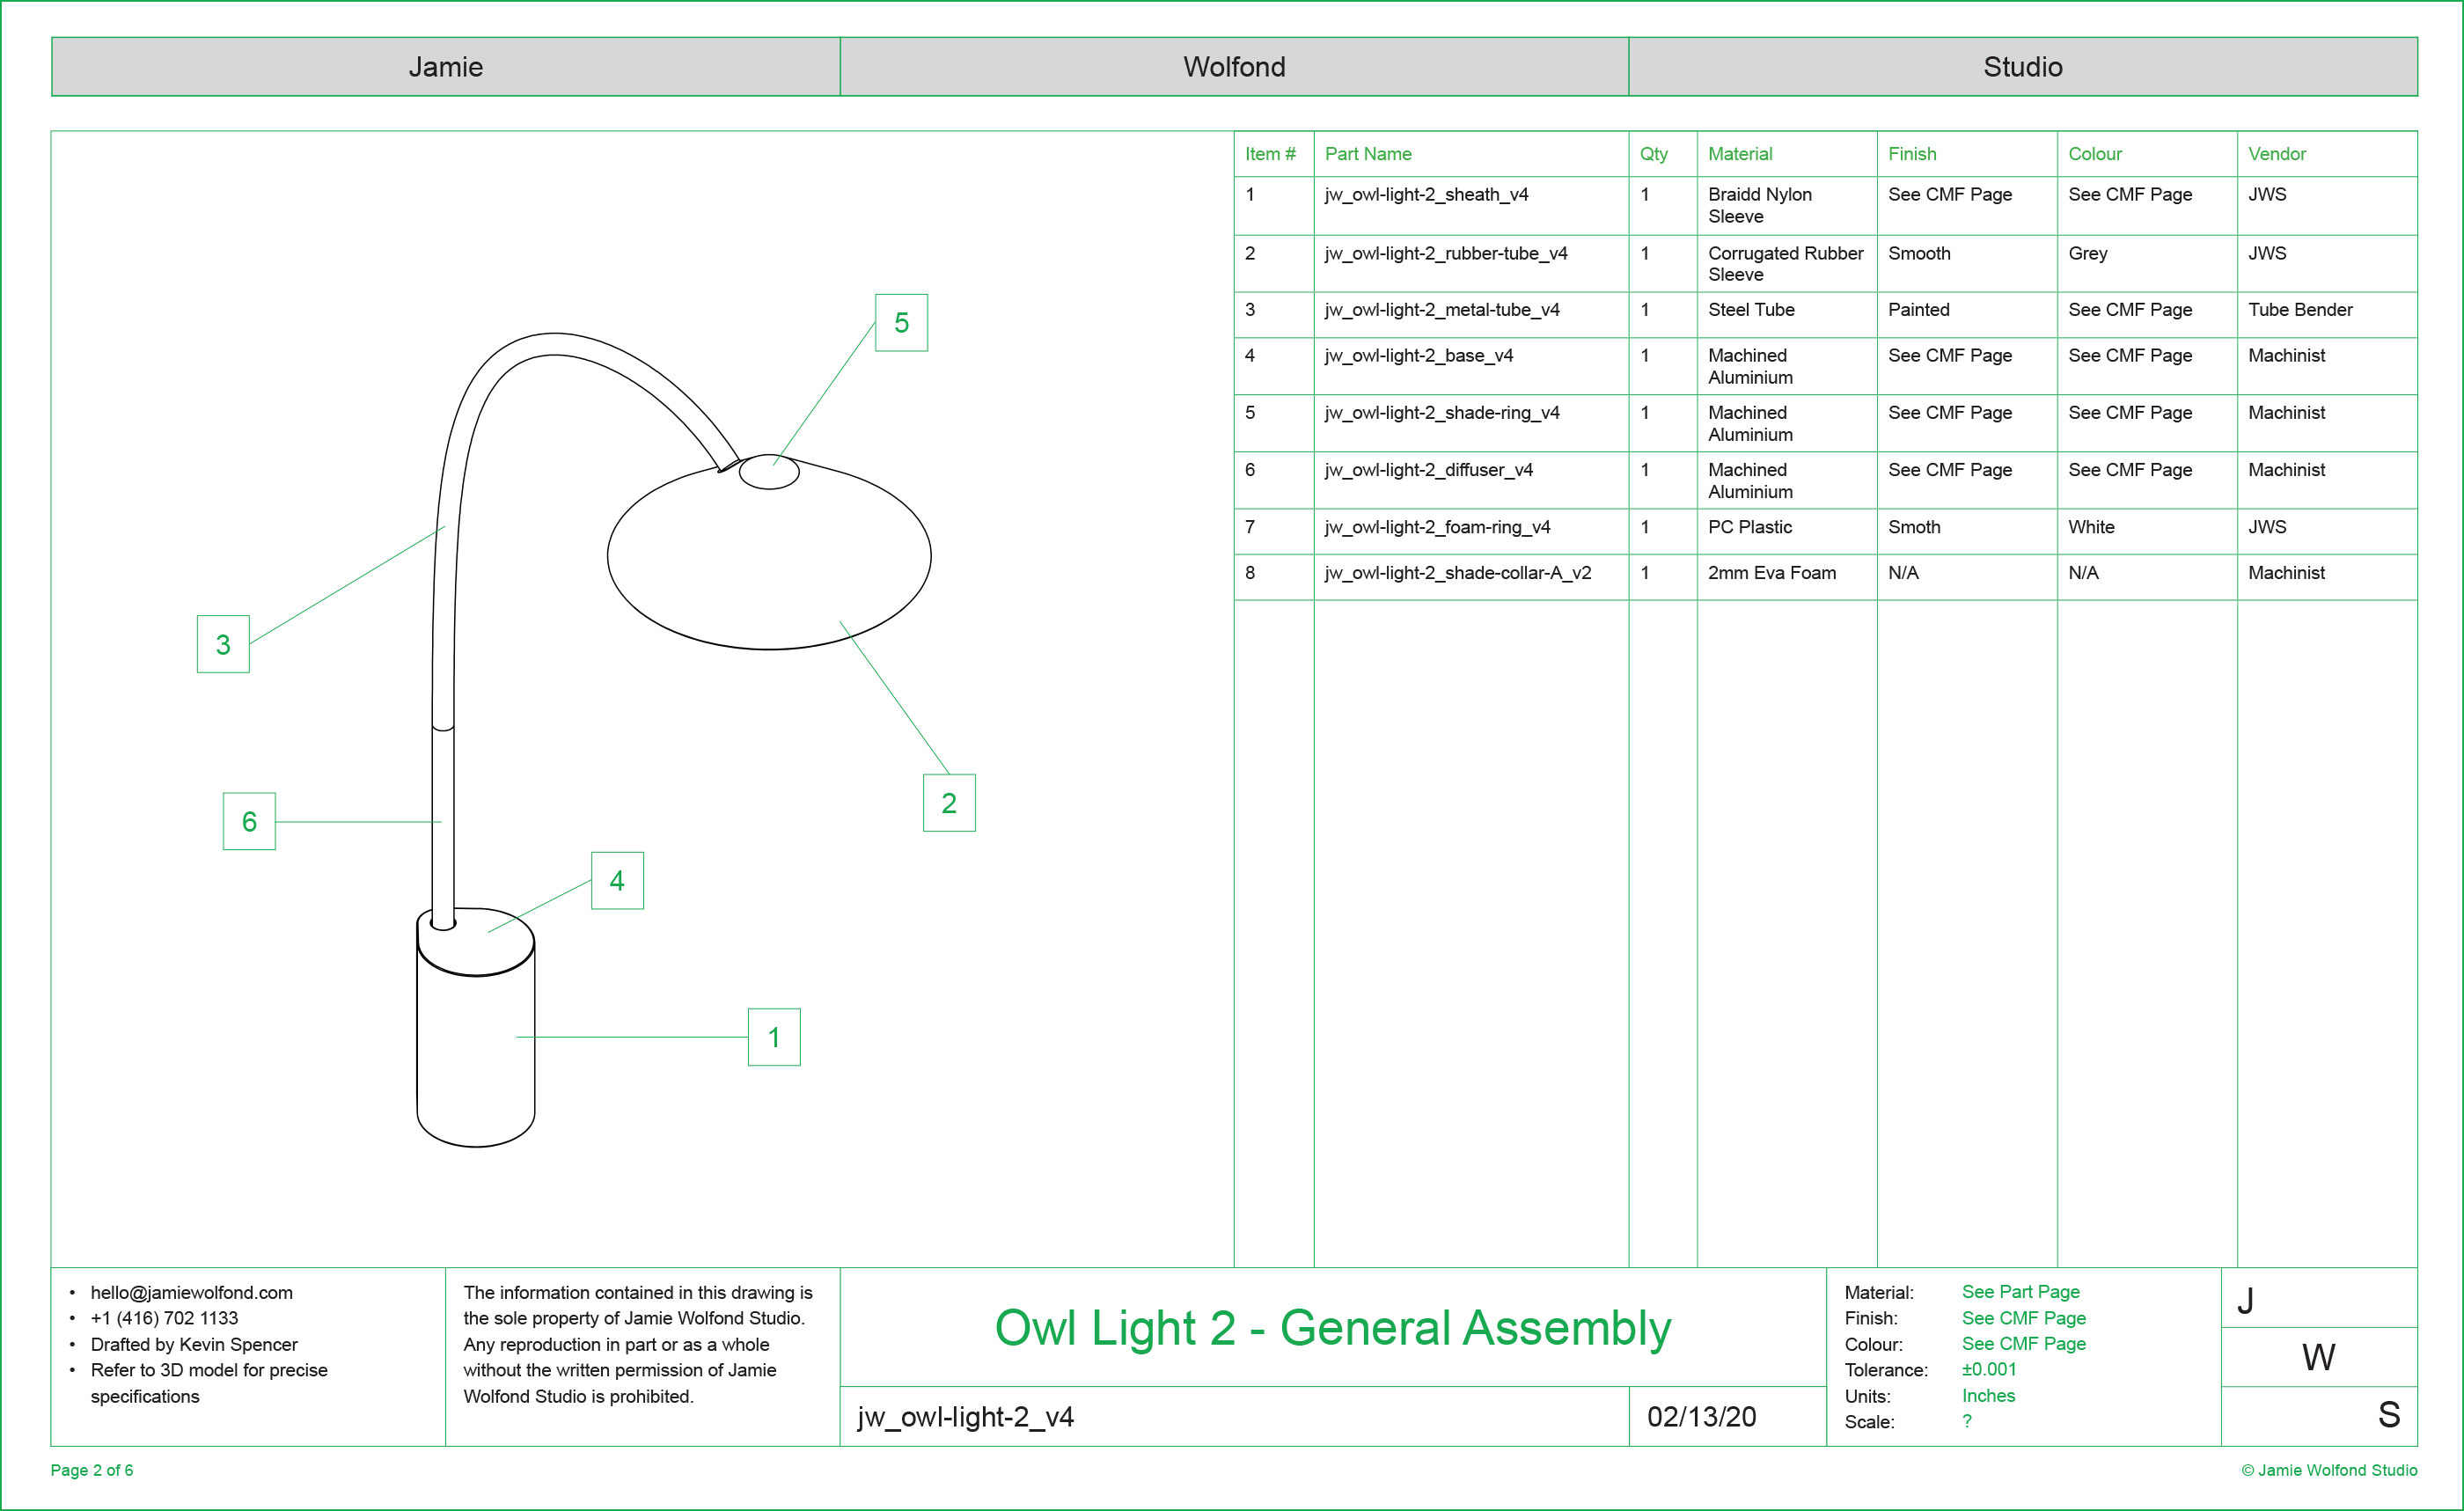 Jamie Wolfond Studio
Item # Part Name Qty Material Finish Colour Vendor
1 jw_owl-light-2_sheath_v4 1 Braidd Nylon See CMF Page See CMF Page JWS
Sleeve
2 jw_owl-light-2_rubber-tube_v4 1 Corrugated Rubber Smooth Grey JWS
Sleeve
3 jw_owl-light-2_metal-tube_v4 1 Steel Tube Painted See CMF Page Tube Bender
4 jw_owl-light-2_base_v4 1 Machined See CMF Page See CMF Page Machinist
Aluminium
5 jw_owl-light-2_shade-ring_v4 1 Machined See CMF Page See CMF Page Machinist
Aluminium
6 jw_owl-light-2_diffuser_v4 1 Machined See CMF Page See CMF Page Machinist
Aluminium
7 jw_owl-light-2_foam-ring_v4 1 PC Plastic Smoth White JWS
8 jw_owl-light-2_shade-collar-A_v2 1 2mm Eva Foam N/A N/A Machinist
5
3
2
6
4
1
• hello@jamiewolfond.com
• +1 (416) 702 1133
• Drafted by Kevin Spencer
• Refer to 3D model for precise
specifications
The information contained in this drawing is
the sole property of Jamie Wolfond Studio.
Any reproduction in part or as a whole
without the written permission of Jamie
Wolfond Studio is prohibited.
Owl Light 2 - General Assembly
jw_owl-light-2_v4
02/13/20
Material: See Part Page
Finish: See CMF Page
Colour: See CMF Page
Tolerance: ±0.001
Units: Inches
Scale: ?
J
W
S
Page 2 of 6
© Jamie Wolfond Studio